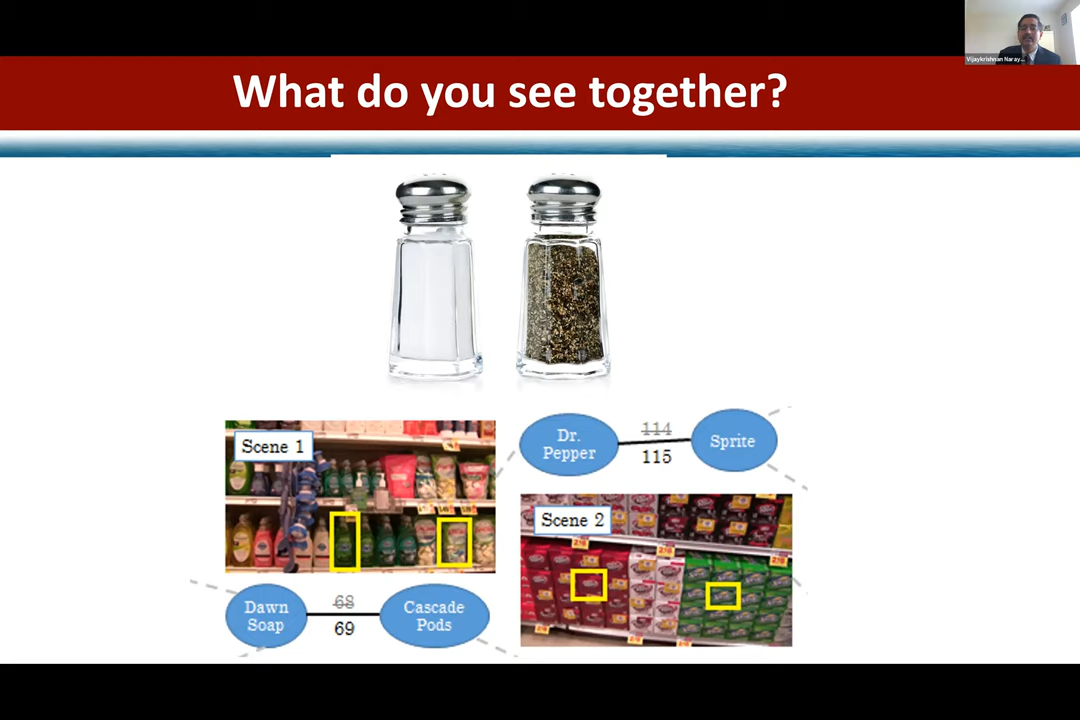 Vijaykrishnan Naray...
What do you see together?
Scene 1
Dr.
Pepper
114
115
Sprite
Scene 2
Dawn
Soap
68
69
Cascade
Pods